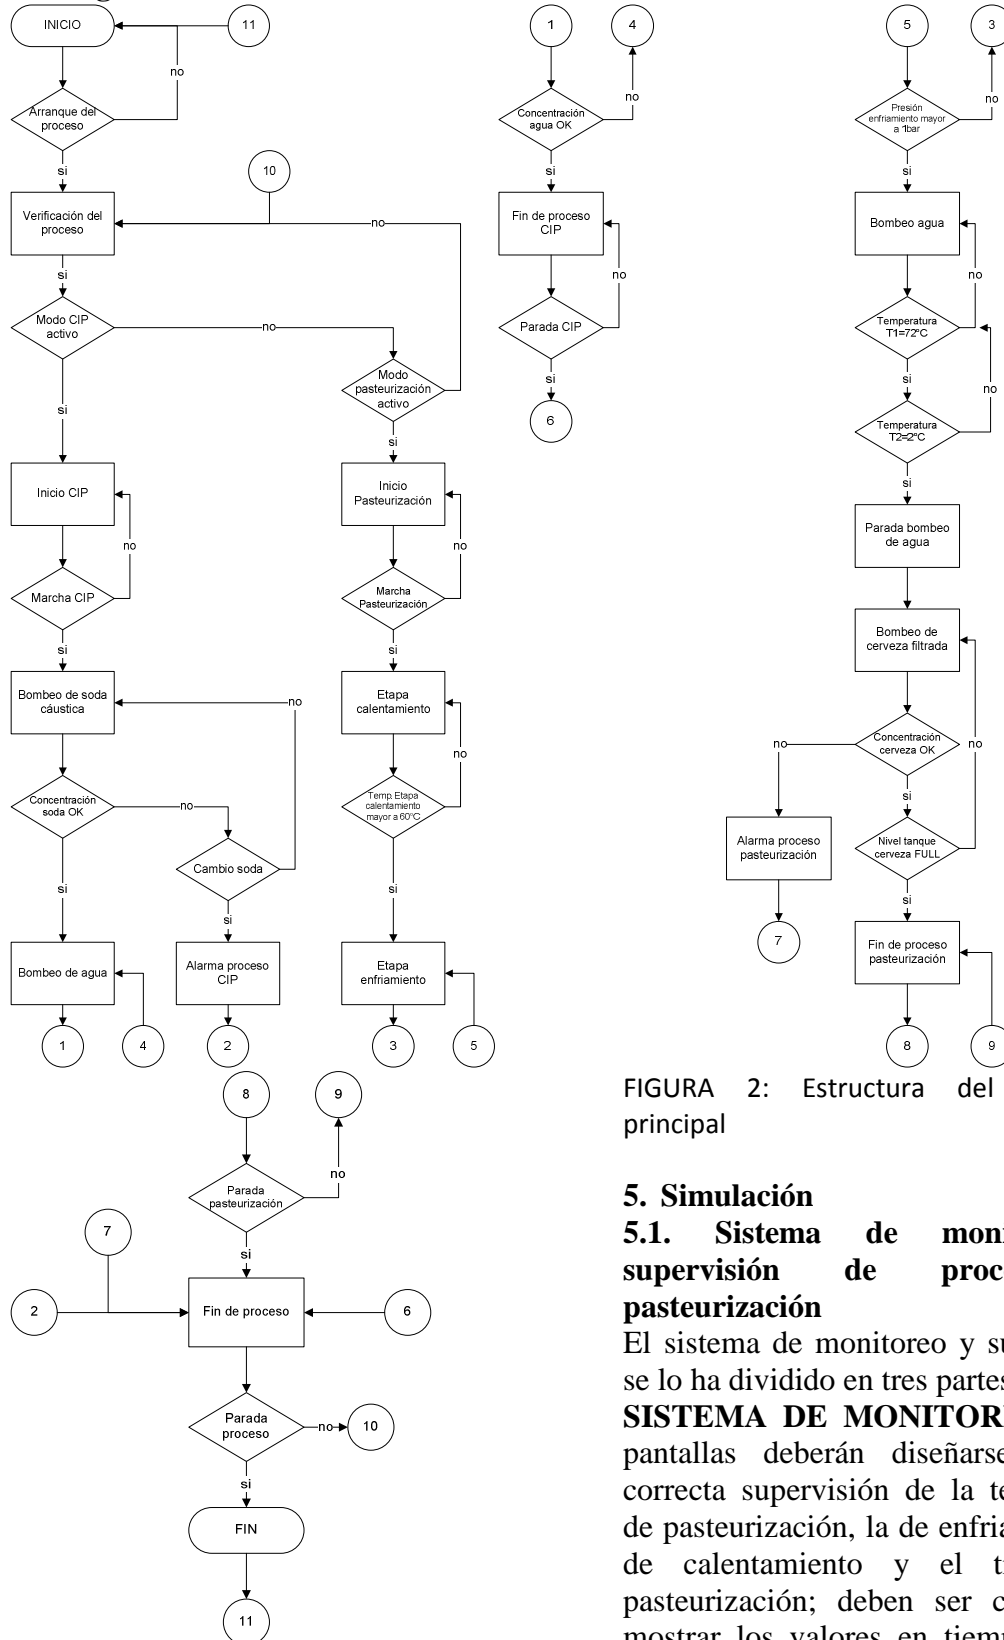 INICIO
11
no
Arranque del
proceso
si
10
Verificación del
proceso
no
si
Modo CIP
activo
no
Modo
pasteurización
activo
si
si
Inicio CIP
Inicio
Pasteurización
no
no
Marcha CIP
Marcha
Pasteurización
si
si
Bombeo de soda
cáustica
no
Etapa
calentamiento
no
Concentración
soda OK
no
Temp. Etapa
calentamiento
mayor a 60°C
Cambio soda
si
si
si
Bombeo de agua
Alarma proceso
CIP
Etapa
enfriamiento
1
4
2
3
5
1
4
no
Concentración
agua OK
si
Fin de proceso
CIP
no
Parada CIP
si
6
5
3
no
Presión
enfriamiento mayor
a 1bar
si
Bombeo agua
no
Temperatura
T1=72°C
si
no
Temperatura
T2=2°C
si
Parada bombeo
de agua
Bombeo de
cerveza filtrada
Concentración
cerveza OK
no
no
si
Alarma proceso
pasteurización
Nivel tanque
cerveza FULL
si
7
Fin de proceso
pasteurización
8
9
8
9
no
Parada
pasteurización
si
7
2
Fin de proceso
6
Parada
proceso
no
10
si
FIN
11
FIGURA 2: Estructura del
principal
5. Simulación
5.1. Sistema de moni
supervisión de proc
pasteurización
El sistema de monitoreo y su
se lo ha dividido en tres partes
SISTEMA DE MONITOR
pantallas deberán diseñarse
correcta supervisión de la te
de pasteurización, la de enfria
de calentamiento y el ti
pasteurización; deben ser c
mostrar los valores en tiem